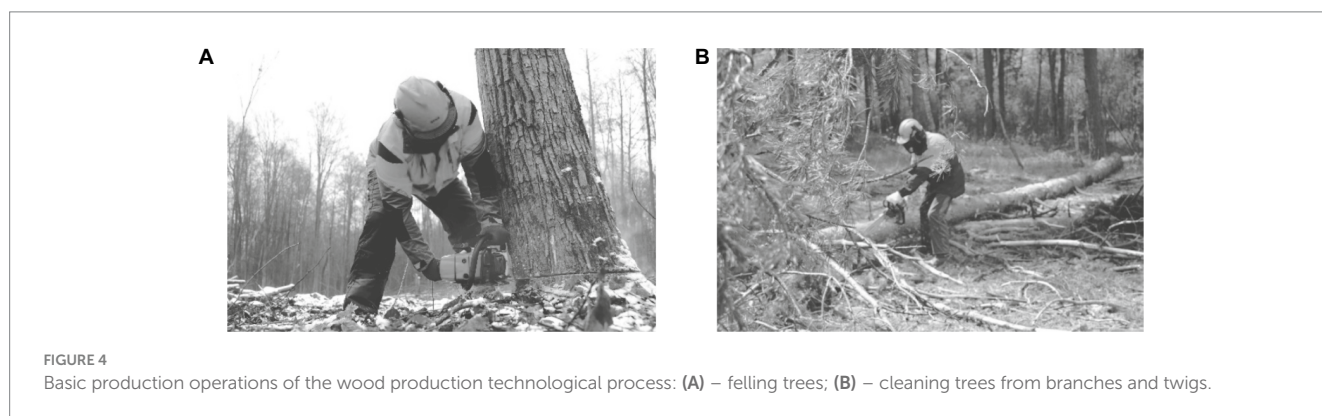 A
B
FIGURE 4
Basic production operations of the wood production technological process: (A) – felling trees; (B) – cleaning trees from branches and twigs.